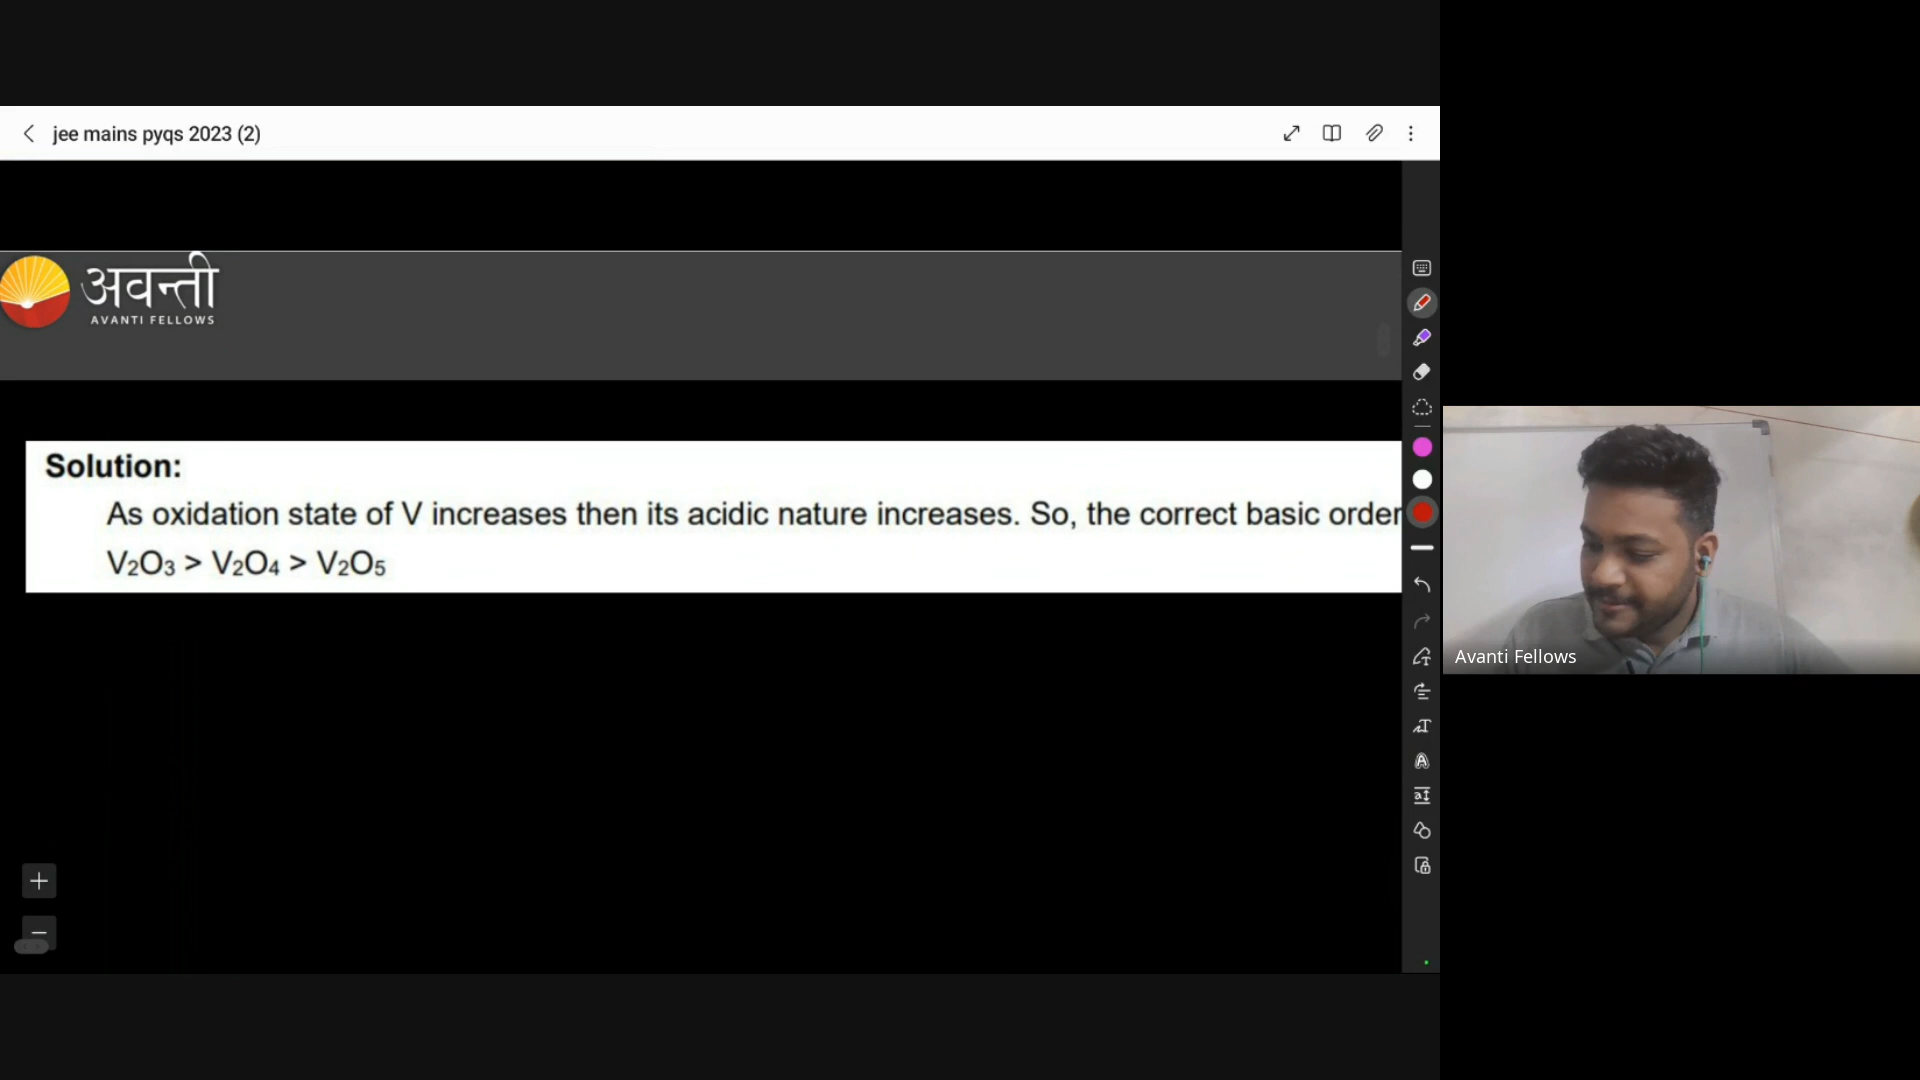 jee mains pyqs 2023 (2)
अवन्ती
AVANTI FELLOWS
Solution:
As oxidation state of V increases then its acidic nature increases. So, the correct basic order
V₂O₃ > V₂O₄ > V₂O₅
Avanti Fellows